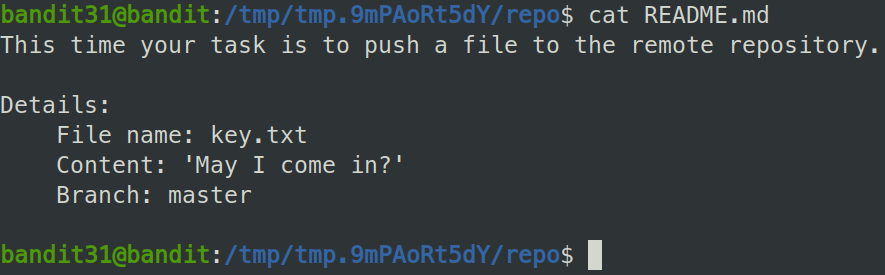 bandit31@bandit:/tmp/tmp.9mPAoRt5dY/repo$ cat README.md
This time your task is to push a file to the remote repository.
Details:
    File name: key.txt
    Content: 'May I come in?'
    Branch: master
bandit31@bandit:/tmp/tmp.9mPAoRt5dY/repo$